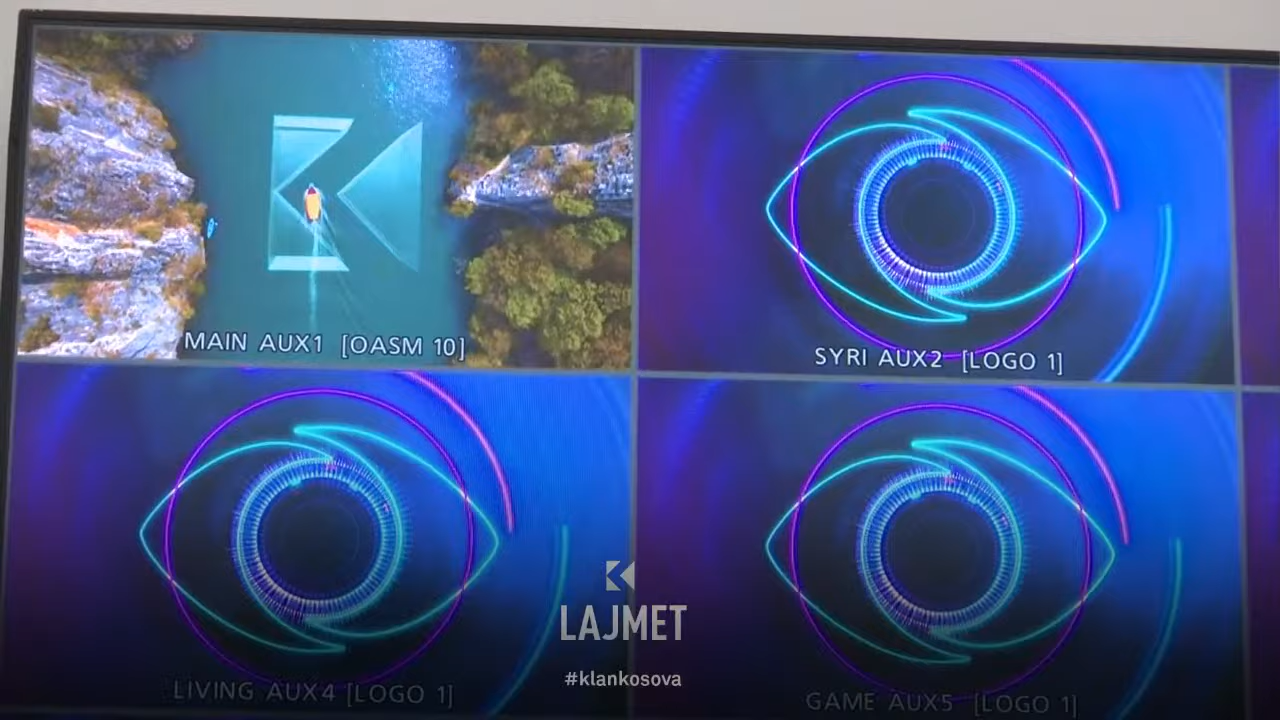 MAIN AUX1 [OASM 10]
SYRI AUX2 [LOGO 1]
LIVING AUX4 [LOGO 1]
GAME AUX5 [LOGO 1]
LAJMET
#klankosova